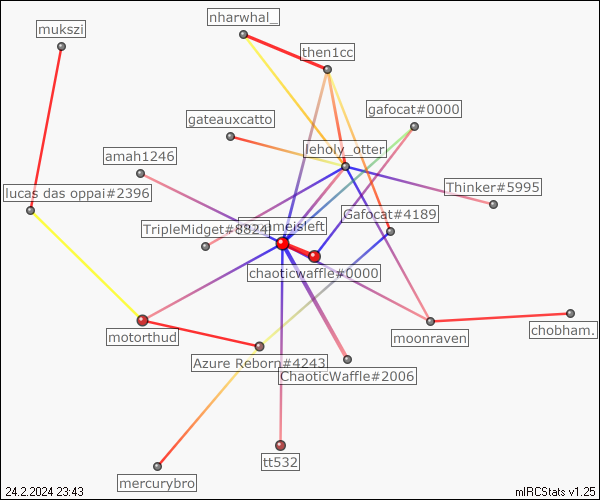 nharwhal_
mukszi
then1cc
gafocat#0000
gateauxcatto
leholy_otter
amah1246
Thinker#5995
lucas das oppai#2396
Gafocat#4189
TripleMidget#8824
chaoticwaffle#0000
motorthud
moonraven
chobham.
Azure Reborn#4243
ChaoticWaffle#2006
tt532
mercurybro
24.2.2024 23:43
mIRCStats v1.25